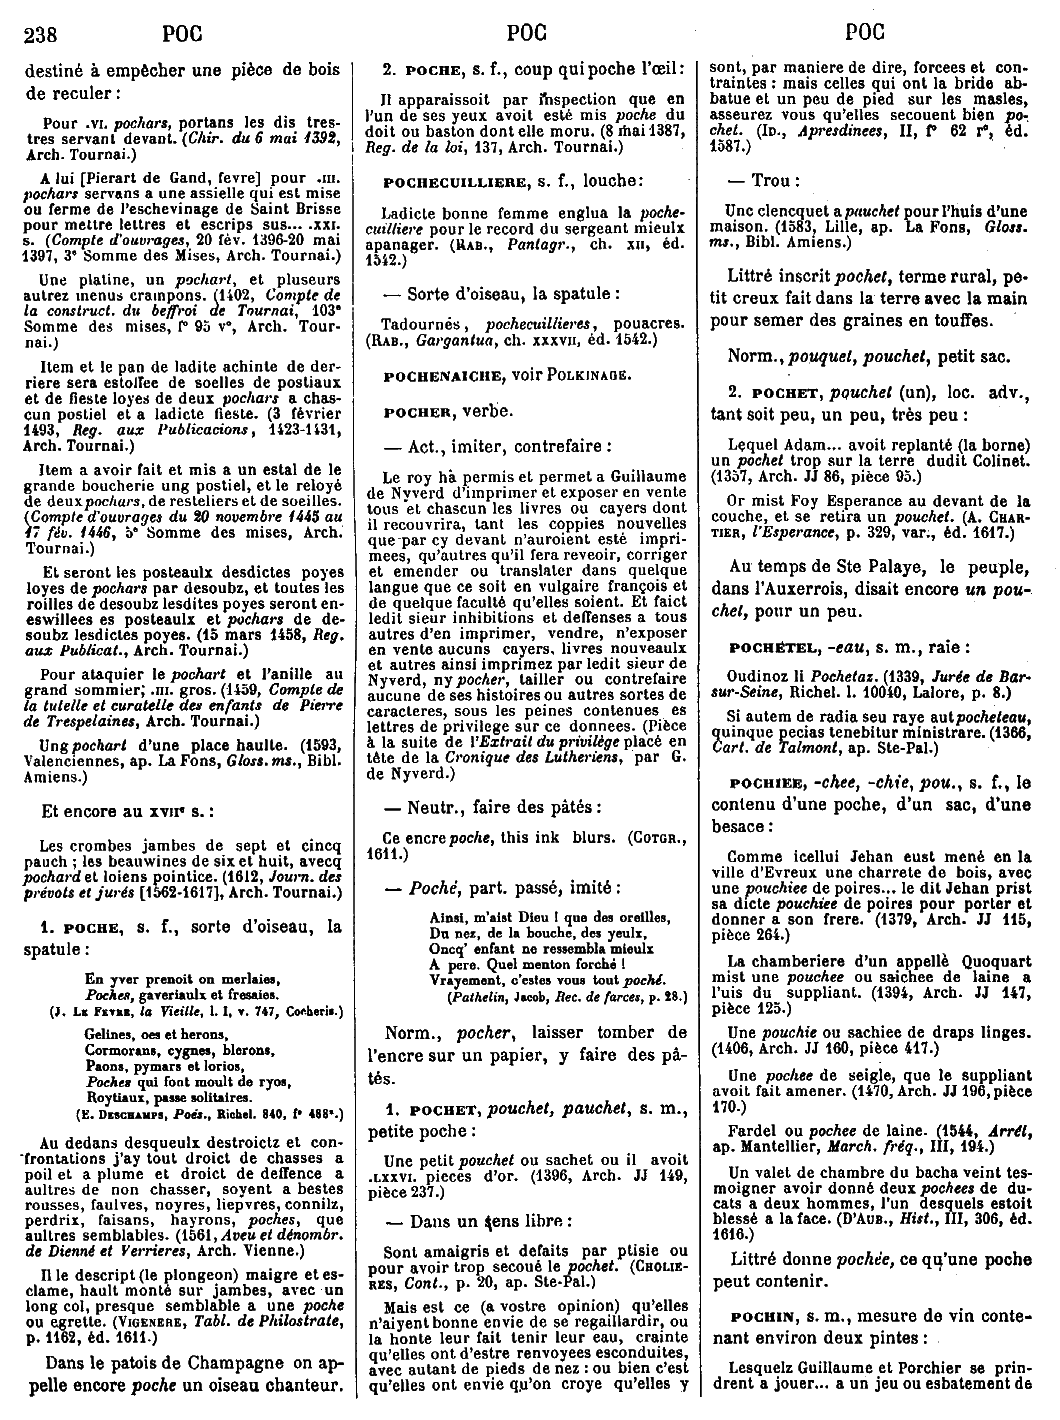 238 POC POC POC
destiné à empêcher une pièce de bois
de reculer :
Pour .VI. pochars, portans les dis tres-
tres servant devant. (Chir. du 6 mai 1392,
Arch. Tournai.)
A lui [Pierart de Gand, fevre] pour .III.
pochars servans a une assielle qui est mise
ou ferme de l'eschevinage de Saint Brisse
pour mettre lettres et escrips sus... .XXI.
s. (Compte d'ouvrages, 20 fév. 1396-20 mai
1397, 3e Somme des Mises, Arch. Tournai.)
Une platine, un pochart, et pluseurs
autrez menus crampons. (1402, Compte de
la construct. du beffroi de Tournai, 103e
Somme des mises, f° 95 v°, Arch. Tour-
nai.)
Item et le pan de ladite achinte de der-
riere sera estoffee de soelles de postiaux
et de fieste loyes de deux pochars a chas-
cun postiel et a ladicte fieste. (3 février
1493, Reg. aux Publicacions, 1423-1431,
Arch. Tournai.)
Item a avoir fait et mis a un estal de le
grande boucherie ung postiel, et le reloyé
de deux pochars, de resteliers et de soeilles.
(Compte d'ouvrages du 20 novembre 1445 au
17 fév. 1446, 5e Somme des mises, Arch.
Tournai.)
Et seront les posteaulx desdictes poyes
loyes de pochars par desoubz, et toutes les
roilles de desoubz lesdites poyes seront en-
eswillees es posteaulx et pochars de de-
soubz lesdictes poyes. (15 mars 1458, Reg.
aux Publicat., Arch. Tournai.)
Pour ataquier le pochart et l'anille au
grand sommier, .III. gros. (1459, Compte de
la tutelle et curatelle des enfants de Pierre
de Trespelaines, Arch. Tournai.)
Ung pochart d'une place haulte. (1593,
Valenciennes, ap. La Fons, Gloss. ms., Bibl.
Amiens.)
Et encore au XVIIe s. :
Les crombes jambes de sept et cincq
pauch ; les beauwines de six et huit, avecq
pochard et loiens pointice. (1612, Journ. des
prévots et jurés [1562-1617], Arch. Tournai.)
1. POCHE, s. f., sorte d'oiseau, la
spatule :
En yver prenoit on merlaies,
Poches, gaveriaulx et fresaies.
(J. LE FEVRE, la Vieille, l. I, v. 747, Cocheris.)
Gelines, oes et herons,
Cormorans, cygnes, blerons,
Paons, pymars et lorios,
Poches qui font moult de ryos,
Roytiaux, passe solitaires.
(E. DESCHAMPS, Poés., Richel. 840, f° 488a.)
Au dedans desqueulx destroictz et con-
frontations j'ay tout droict de chasses a
poil et a plume et droict de deffence a
aultres de non chasser, soyent a bestes
rousses, faulves, noyres, liepvres, connilz,
perdrix, faisans, hayrons, poches, que
aultres semblables. (1561, Aveu et dénombr.
de Dienné et Verrieres, Arch. Vienne.)
Il le descript (le plongeon) maigre et es-
clame, hault monté sur jambes, avec un
long col, presque semblable a une poche
ou egrette. (VIGENERE, Tabl. de Philostrate,
p. 1162, éd. 1611.)
Dans le patois de Champagne on ap-
pelle encore poche un oiseau chanteur.
2. POCHE, s. f., coup qui poche l'œil :
Il apparaissoit par inspection que en
l'un de ses yeux avoit esté mis poche du
doit ou baston dont elle moru. (8 mai 1387,
Reg. de la loi, 137, Arch. Tournai.)
POCHECUILLIERE, s. f., louche :
Ladicte bonne femme englua la poche-
cuilliere pour le record du sergeant mieulx
apanager. (RAB., Pantagr., ch. XII, éd.
1542.)
— Sorte d'oiseau, la spatule :
Tadournés, pochecuillieres, pouacres.
(RAB., Gargantua, ch. XXXVII, éd. 1542.)
POCHENAICHE, voir POLKINAGE.
POCHER, verbe.
— Act., imiter, contrefaire :
Le roy hà permis et permet a Guillaume
de Nyverd d'imprimer et exposer en vente
tous et chascun les livres ou cayers dont
il recouvrira, tant les coppies nouvelles
que par cy devant n'auroient esté impri-
mees, qu'autres qu'il fera reveoir, corriger
et emender ou translater dans quelque
langue que ce soit en vulgaire françois et
de quelque faculté qu'elles soient. Et faict
ledit sieur inhibitions et deffenses a tous
autres d'en imprimer, vendre, n'exposer
en vente aucuns cayers, livres nouveaulx
et autres ainsi imprimez par ledit sieur de
Nyverd, ny pocher, tailler ou contrefaire
aucune de ses histoires ou autres sortes de
caracteres, sous les peines contenues es
lettres de privilege sur ce donnees. (Pièce
à la suite de l'Extrait du privilège placé en
tête de la Cronique des Lutheriens, par G.
de Nyverd.)
— Neutr., faire des pâtés :
Ce encre poche, this ink blurs. (COTGR.,
1611.)
— Poché, part. passé, imité :
Ainsi, m'aist Dieu ! que des oreilles,
Du nez, de la bouche, des yeulx,
Oncq' enfant ne ressembla mieulx
A pere. Quel menton forché !
Vrayement, c'estes vous tout poché.
(Pathelin, Jacob, Rec. de farces, p. 28.)
Norm., pocher, laisser tomber de
l'encre sur un papier, y faire des pâ-
tés.
1. POCHET, pouchet, pauchet, s. m.,
petite poche :
Une petit pouchet ou sachet ou il avoit
.LXXVI. pieces d'or. (1396, Arch. JJ 149,
pièce 237.)
— Dans un sens libre :
Sont amaigris et defaits par ptisie ou
pour avoir trop secoué le pochet. (CHOLIE-
RES, Cont., p. 20, ap. Ste-Pal.)
Mais est ce (a vostre opinion) qu'elles
n'aiyent bonne envie de se regaillardir, ou
la honte leur fait tenir leur eau, crainte
qu'elles ont d'estre renvoyees esconduites,
avec autant de pieds de nez : ou bien c'est
qu'elles ont envie qu'on croye qu'elles y
sont, par maniere de dire, forcees et con-
traintes : mais celles qui ont la bride ab-
batue et un peu de pied sur les masles,
asseurez vous qu'elles secouent bien po-
chet. (ID., Apresdinees, II, f° 62 r°, éd.
1587.)
— Trou :
Une clencquet a pauchet pour l'huis d'une
maison. (1583, Lille, ap. La Fons, Gloss.
ms., Bibl. Amiens.)
Littré inscrit pochet, terme rural, pe-
tit creux fait dans la terre avec la main
pour semer des graines en touffes.
Norm., pouquet, pouchet, petit sac.
2. POCHET, pouchet (un), loc. adv.,
tant soit peu, un peu, très peu :
Lequel Adam... avoit replanté (la borne)
un pochet trop sur la terre dudit Colinet.
(1357, Arch. JJ 86, pièce 95.)
Or mist Foy Esperance au devant de la
couche, et se retira un pouchet. (A. CHAR-
TIER, l'Esperance, p. 329, var., éd. 1617.)
Au temps de Ste Palaye, le peuple,
dans l'Auxerrois, disait encore un pou-
chet, pour un peu.
POCHETEL, -eau, s. m., raie :
Oudinoz li Pochetaz. (1339, Jurée de Bar-
sur-Seine, Richel. l. 10040, Lalore, p. 8.)
Si autem de radia seu raye aut pocheteau,
quinque pecias tenebitur ministrare. (1366,
Cart. de Talmont, ap. Ste-Pal.)
POCHIEE, -chee, -chie, pou., s. f., le
contenu d'une poche, d'un sac, d'une
besace :
Comme icellui Jehan eust mené en la
ville d'Evreux une charrete de bois, avec
une pouchiee de poires... le dit Jehan prist
sa dicte pouchiee de poires pour porter et
donner a son frere. (1379, Arch. JJ 115,
pièce 264.)
La chamberiere d'un appellé Quoquart
mist une pouchee ou saichee de laine a
l'uis du suppliant. (1394, Arch. JJ 147,
pièce 125.)
Une pouchie ou sachiee de draps linges.
(1406, Arch. JJ 160, pièce 417.)
Une pochee de seigle, que le suppliant
avoit fait amener. (1470, Arch. JJ 196, pièce
170.)
Fardel ou pochee de laine. (1544, Arrêt,
ap. Mantellier, March. fréq., III, 194.)
Un valet de chambre du bacha veint tes-
moigner avoir donné deux pochees de du-
cats a deux hommes, l'un desquels estoit
blessé a la face. (D'AUB., Hist., III, 306, éd.
1616.)
Littré donne pochée, ce qu'une poche
peut contenir.
POCHIN, s. m., mesure de vin conte-
nant environ deux pintes :
Lesquelz Guillaume et Porchier se prin-
drent a jouer... a un jeu ou esbatement de